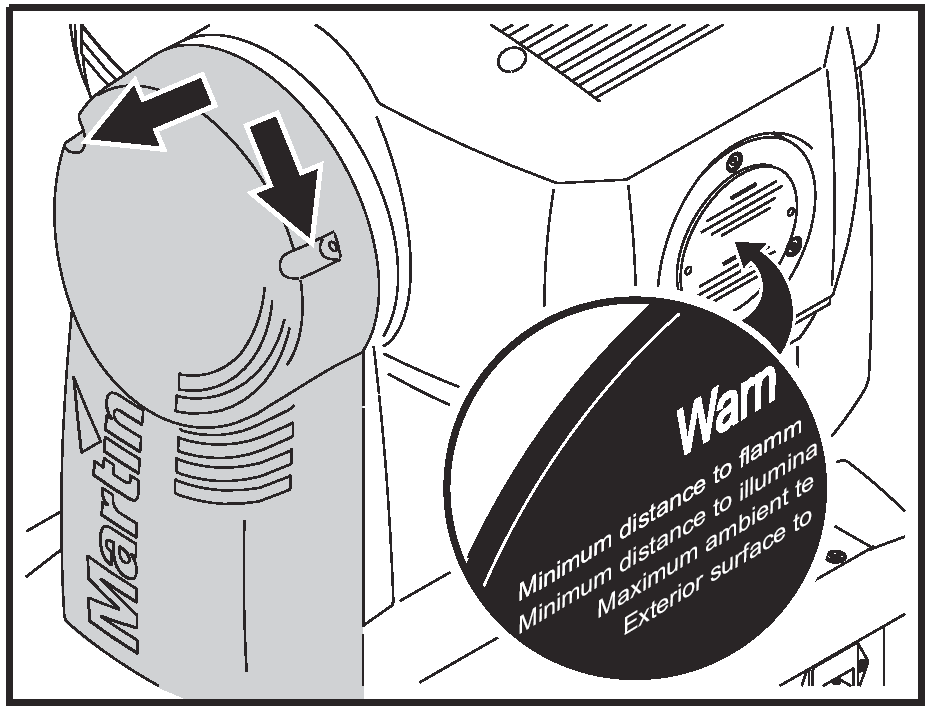 Martin
Warn
Minimum distance to flamm
Minimum distance to illumina
Maximum ambient te
Exterior surface to